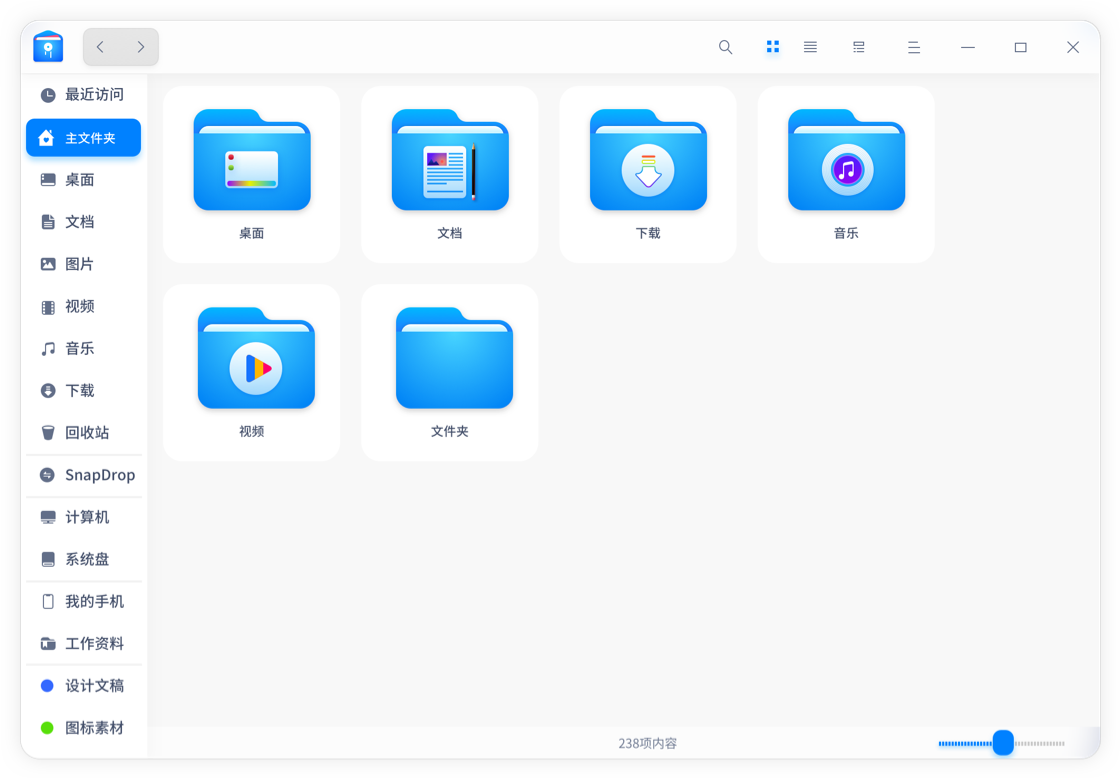 最近访问
主文件夹
桌面
文档
图片
视频
音乐
下载
回收站
SnapDrop
计算机
系统盘
我的手机
工作资料
设计文稿
图标素材
桌面
文档
下载
音乐
视频
文件夹
238项内容